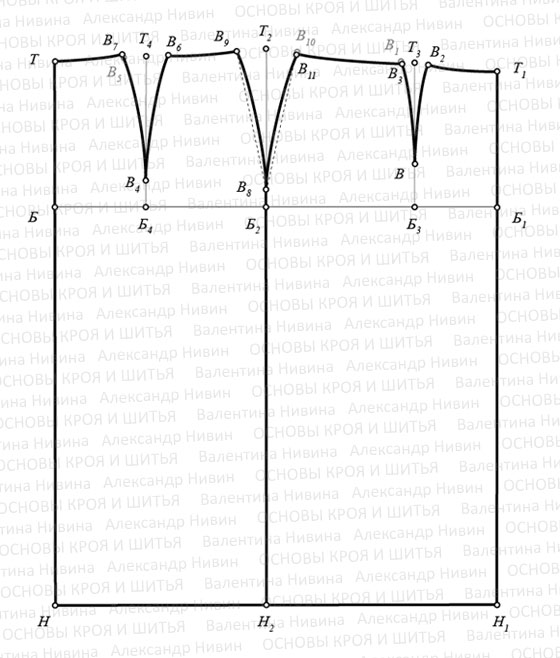 В₇ Т₄ В₆ В₉ Т₂ В₁₀ В₁ Т₃ В₂
Т В₅ В₁₁ В₃ Т₁
В₄ В₈ В
Б Б₄ Б₂ Б₃ Б₁
Н Н₂ Н₁
ОСНОВЫ КРОЯ И ШИТЬЯ Валентина Нивина Александр Нивин